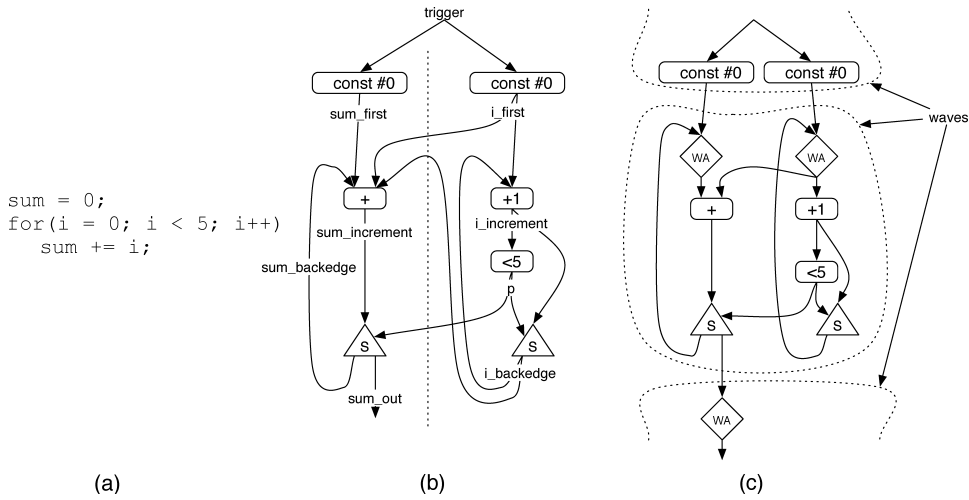 sum = 0;
for(i = 0; i < 5; i++)
sum += i;
(a)
trigger
const #0
const #0
sum_first
i_first
+
+1
sum_increment
i_increment
sum_backedge
<5
p
S
S
i_backedge
sum_out
(b)
const #0
const #0
waves
WA
WA
+
+1
<5
S
S
WA
(c)